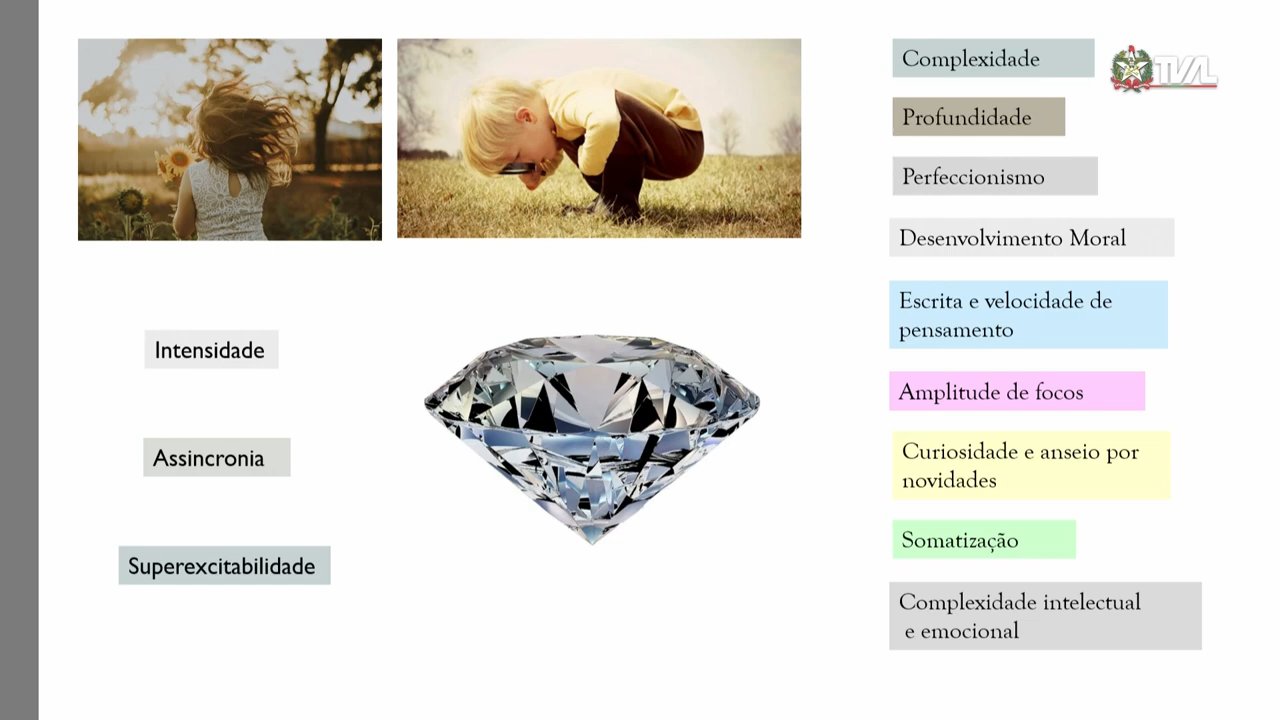 Complexidade
TVAL
Profundidade
Perfeccionismo
Desenvolvimento Moral
Escrita e velocidade de
pensamento
Amplitude de focos
Curiosidade e anseio por
novidades
Somatização
Complexidade intelectual
e emocional
Intensidade
Assincronia
Superexcitabilidade